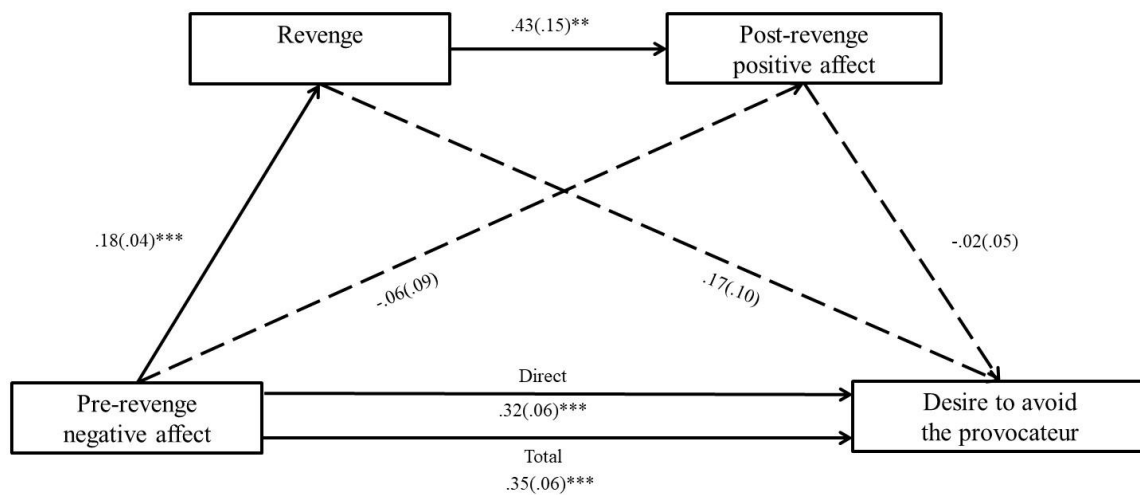 .43(.15)**
Revenge
Post-revenge
positive affect
.18(.04)***
-.06(.09)
.17(.10)
-.02(.05)
Pre-revenge
negative affect
Direct
.32(.06)***
Total
.35(.06)***
Desire to avoid
the provocateur